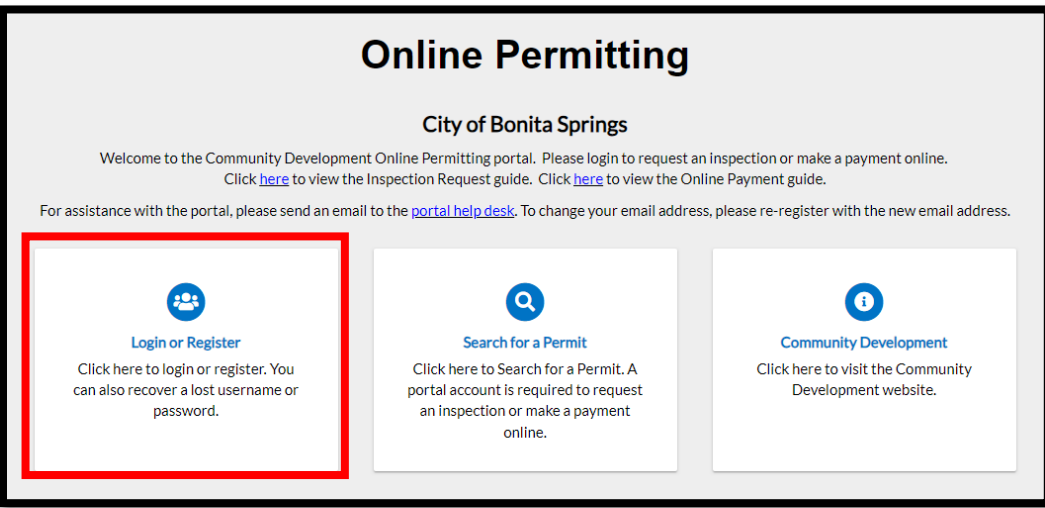 Online Permitting
City of Bonita Springs
Welcome to the Community Development Online Permitting portal. Please login to request an inspection or make a payment online.
Click here to view the Inspection Request guide. Click here to view the Online Payment guide.
For assistance with the portal, please send an email to the portal help desk. To change your email address, please re-register with the new email address.
Login or Register
Click here to login or register. You
can also recover a lost username or
password.
Search for a Permit
Click here to Search for a Permit. A
portal account is required to request
an inspection or make a payment
online.
Community Development
Click here to visit the Community
Development website.